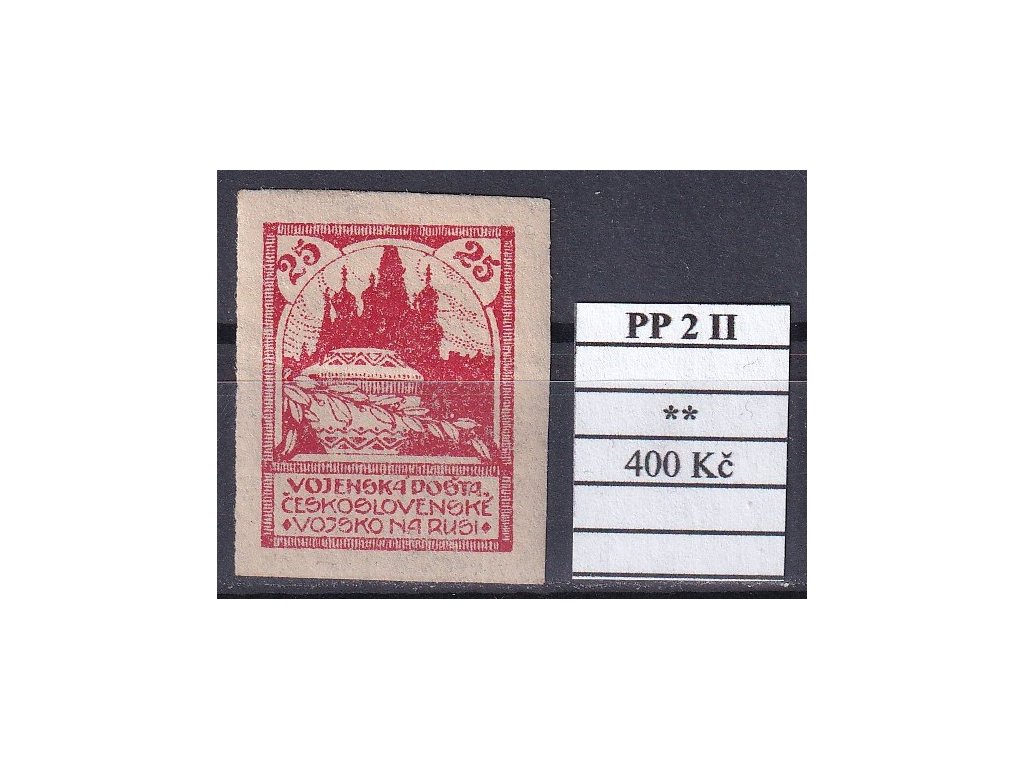 25 25
VOJENSKÁ POŠTA
ČESKOSLOVENSKÉ
VOJSKO NA RUSI
PP 2 II
**
400 Kč